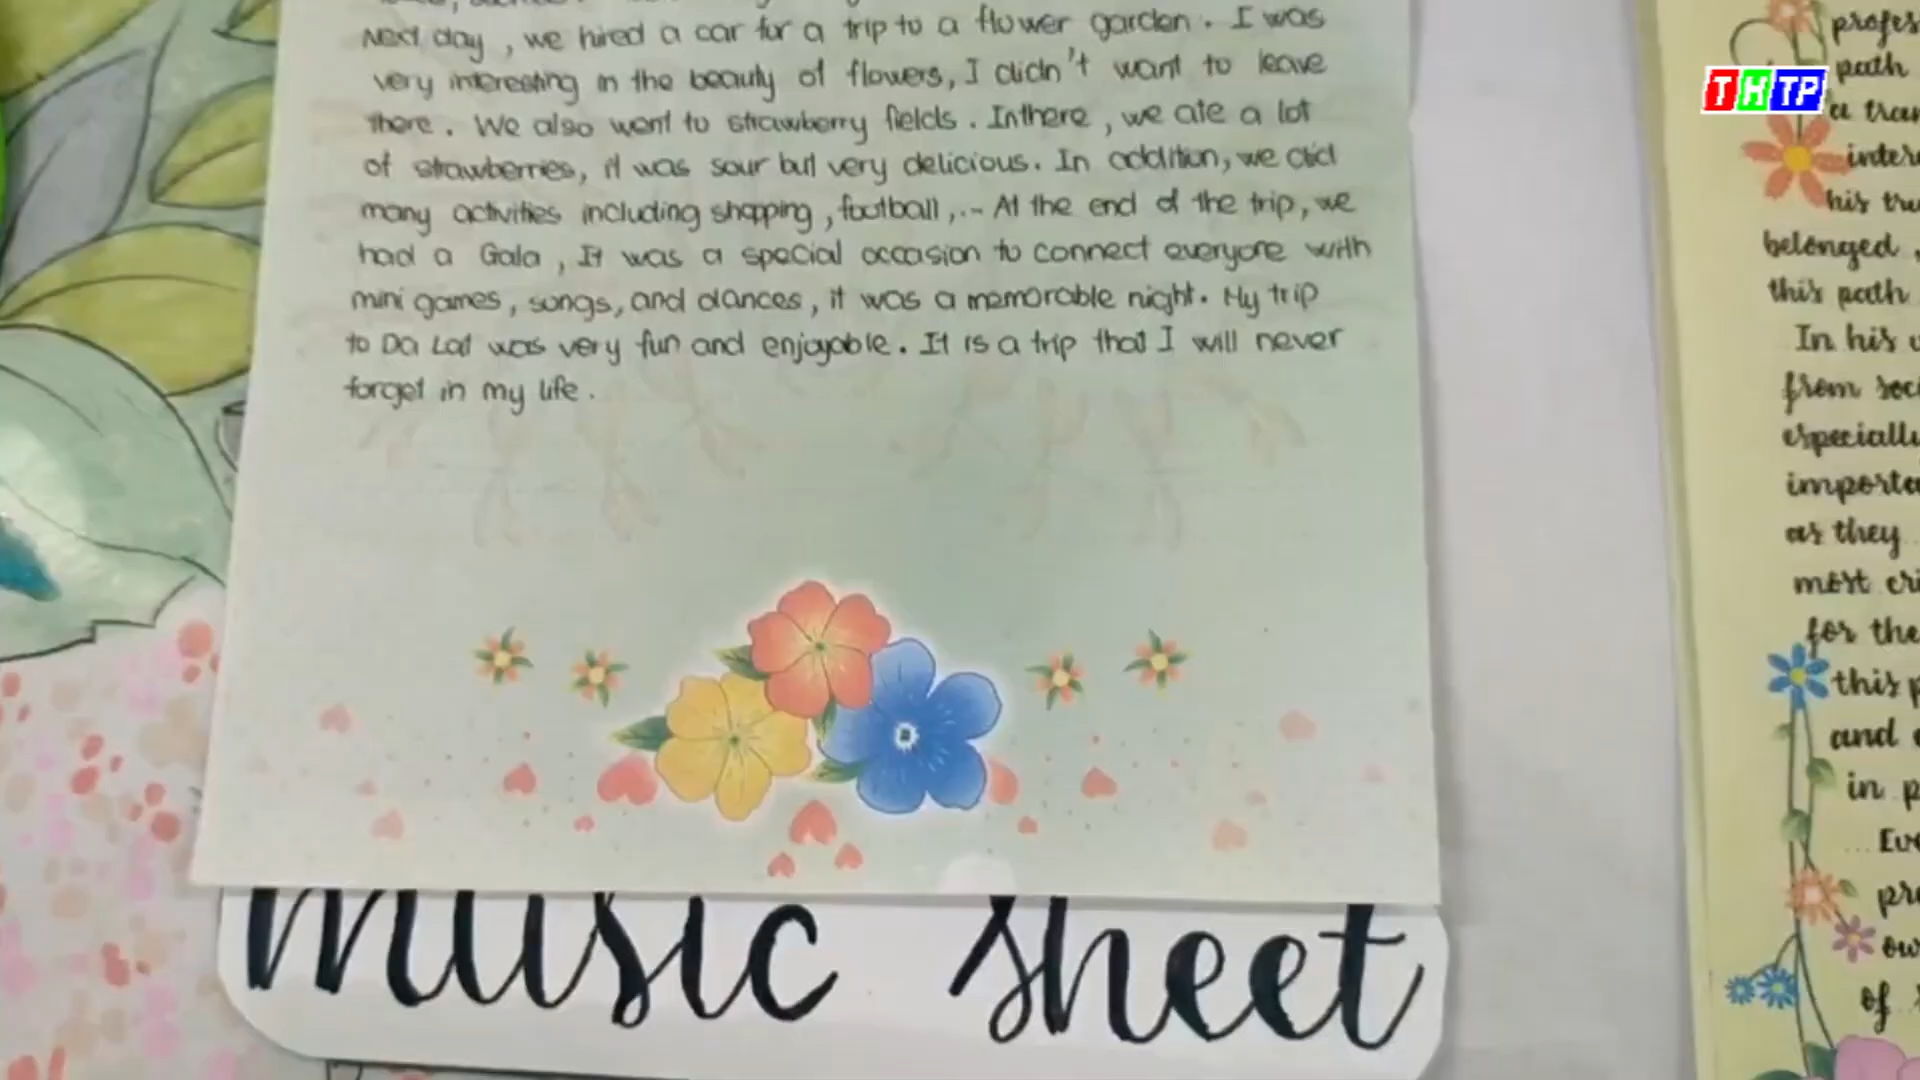 Next day, we hired a car for a trip to a flower garden. I was
very interesting in the beauty of flowers, I didn't want to leave
there. We also went to strawberry fields. Inthere, we ate a lot
of strawberries, it was sour but very delicious. In addition, we did
many activities including shopping, football,... At the end of the trip, we
had a Gala, It was a special occasion to connect everyone with
mini games, songs, and dances, it was a memorable night. My trip
to Da Lat was very fun and enjoyable. It is a trip that I will never
forget in my life.
music sheet
THTP
path
his
belonged,
this path
In his
from
especially
as they
most
for the
this
and
in
of